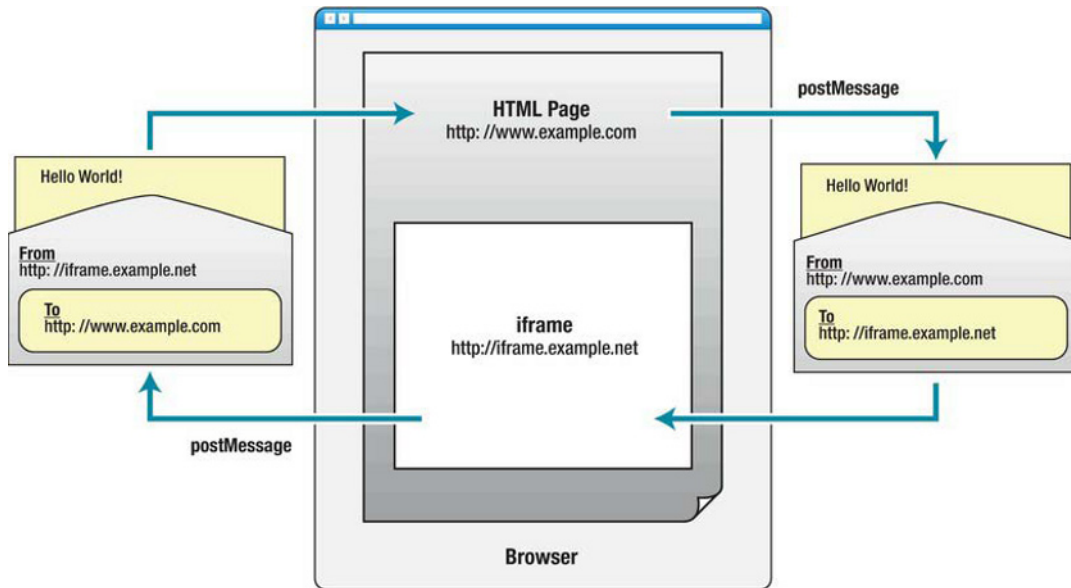 HTML Page
http: //www.example.com
postMessage
Hello World!
From
http: //iframe.example.net
To
http: //www.example.com
Hello World!
From
http: //www.example.com
To
http: //iframe.example.net
iframe
http://iframe.example.net
postMessage
Browser